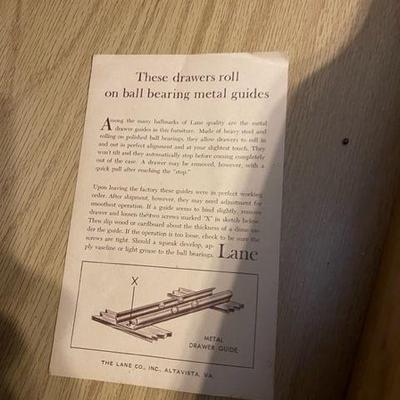 These drawers roll
on ball bearing metal guides
Among the many hallmarks of Lane quality are the metal
drawer guides in this furniture. Made of heavy steel and
rolling on polished ball bearings, they allow drawers to roll in
and out in perfect alignment and at your slightest touch. They
won't tilt and they automatically stop before coming completely
out of the case. A drawer may be removed, however, with a
quick pull after reaching the "stop."
Upon leaving the factory these guides were in perfect working
order. After shipment, however, they may need adjustment for
smoothest operation. If a guide seems to bind slightly, remove
drawer and loosen the two screws marked "X" in sketch below.
Then slip wood or cardboard about the thickness of a dime under
the guide. If the operation is too loose, check to be sure the
screws are tight. Should a squeak develop, ap-
ply vaseline or light grease to the ball bearings. Lane
X
METAL
DRAWER GUIDE
THE LANE CO., INC., ALTAVISTA, VA.